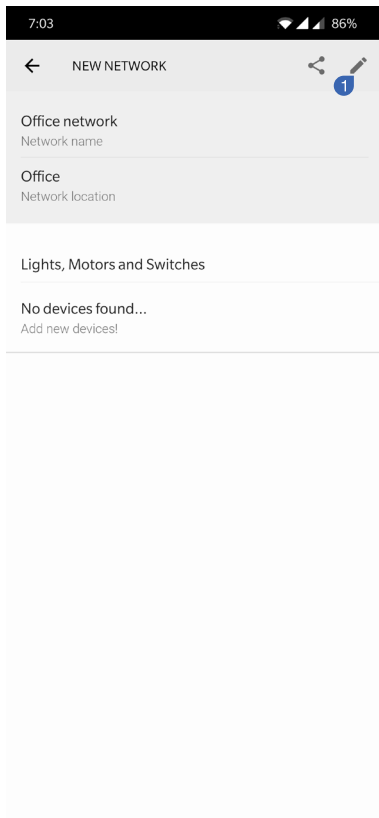 7:03 86%
NEW NETWORK
1
Office network
Network name
Office
Network location
Lights, Motors and Switches
No devices found...
Add new devices!